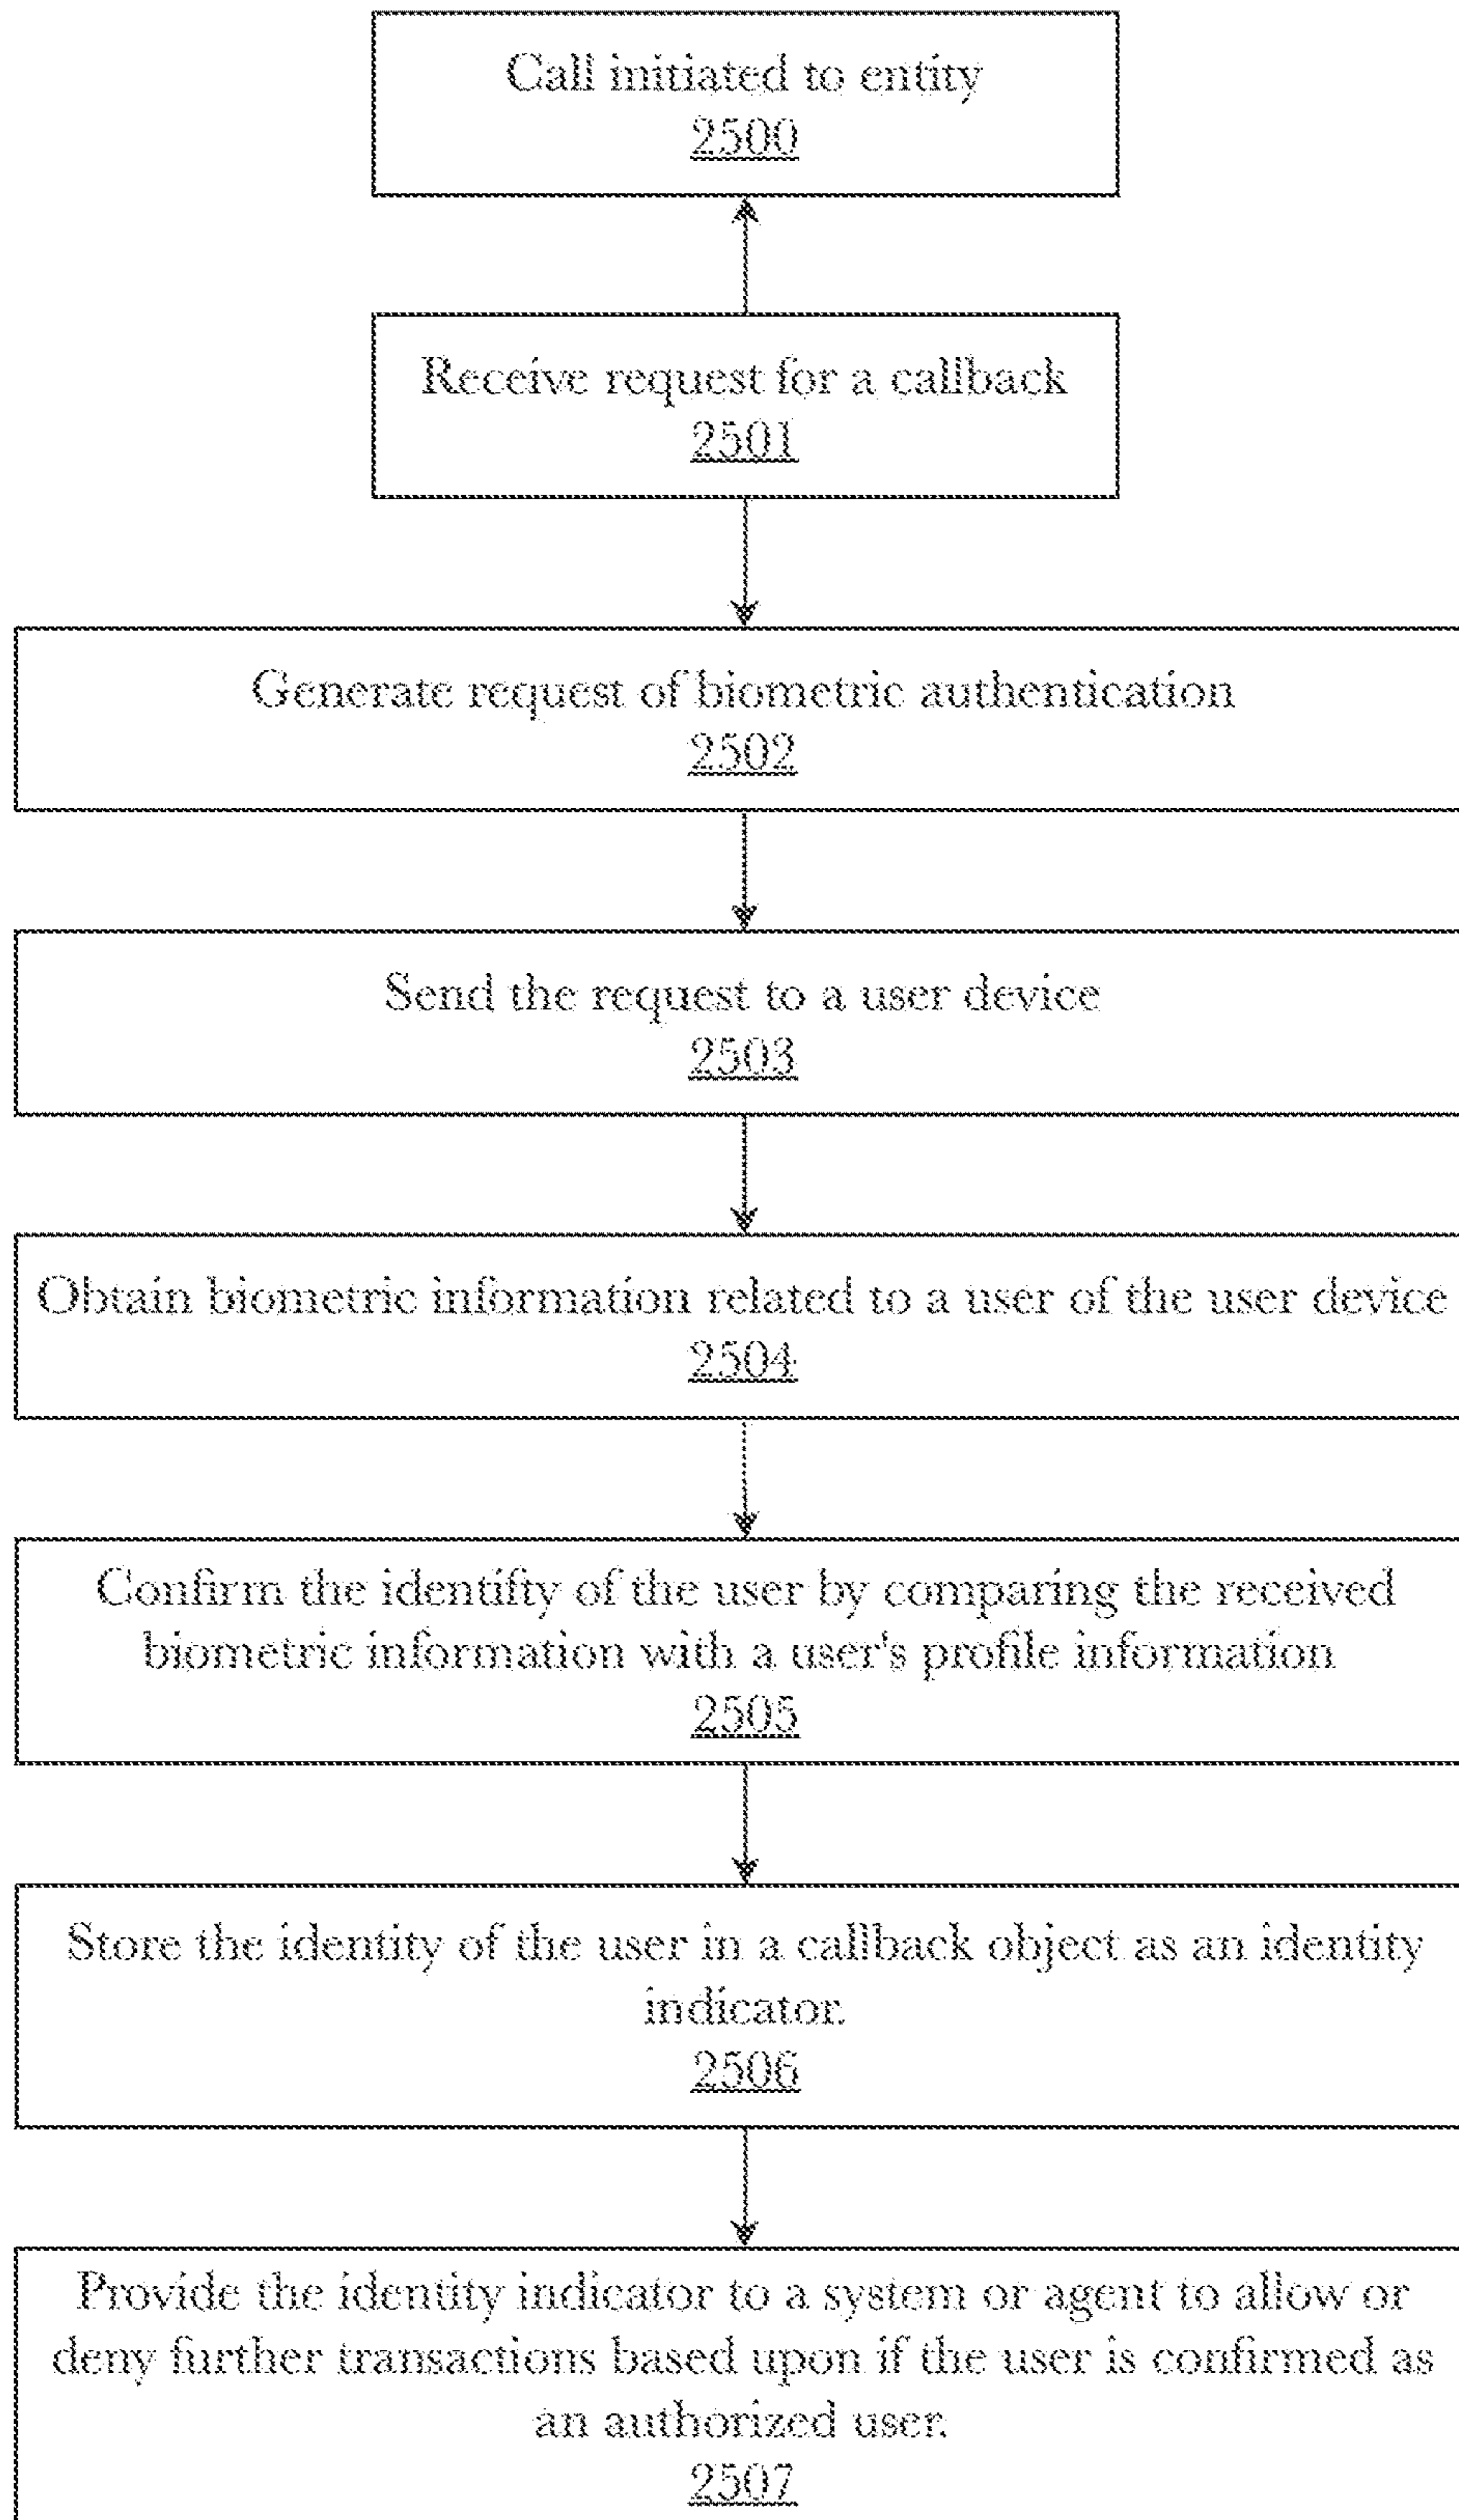 Call initiated to entity
2500
Receive request for a callback
2501
Generate request of biometric authentication
2502
Send the request to a user device
2503
Obtain biometric information related to a user of the user device
2504
Confirm the identifty of the user by comparing the received
biometric information with a user's profile information
2505
Store the identity of the user in a callback object as an identity
indicator.
2506
Provide the identity indicator to a system or agent to allow or
deny further transactions based upon if the user is confirmed as
an authorized user.
2507